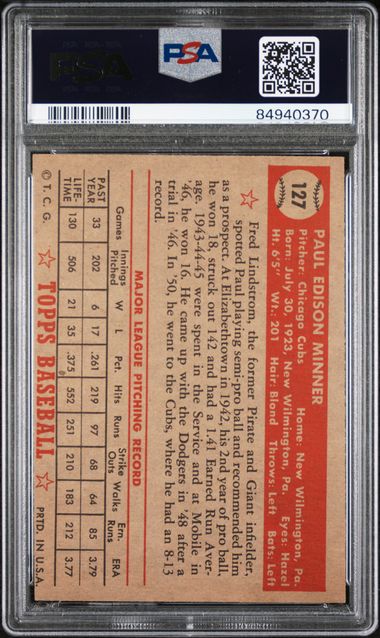 PSA
PSA
84940370
127
PAUL EDISON MINNER
Pitcher: Chicago Cubs Home: New Wilmington, Pa.
Born: July 30, 1923, New Wilmington, Pa. Eyes: Hazel
Ht. 6'5" Wt.: 201 Hair: Blond Throws: Left Bats: Left
Fred Lindstrom, the former Pirate and Giant infielder,
spotted Paul playing semi-pro ball and recommended him
as a prospect. At Elizabethtown in 1942, his 2nd year of pro ball,
he won 18, struck out 142 and had a 1.41 Earned Run Aver-
age. 1943-44-45 were spent in the Service and at Mobile in
'46, he won 16. He came up with the Dodgers in '48 after a
trial in '46. In '50, he went to the Cubs, where he had an 8-13
record.
MAJOR LEAGUE PITCHING RECORD
Games Innings Pitched W L Pct. Hits Runs Strike Outs Walks Ern. Runs ERA
PAST YEAR 33 202 6 17 .261 219 97 68 64 85 3.79
LIFE-TIME 130 506 21 35 .375 552 251 210 183 212 3.77
© T. C. G. TOPPS BASEBALL PRTD. IN U.S.A.